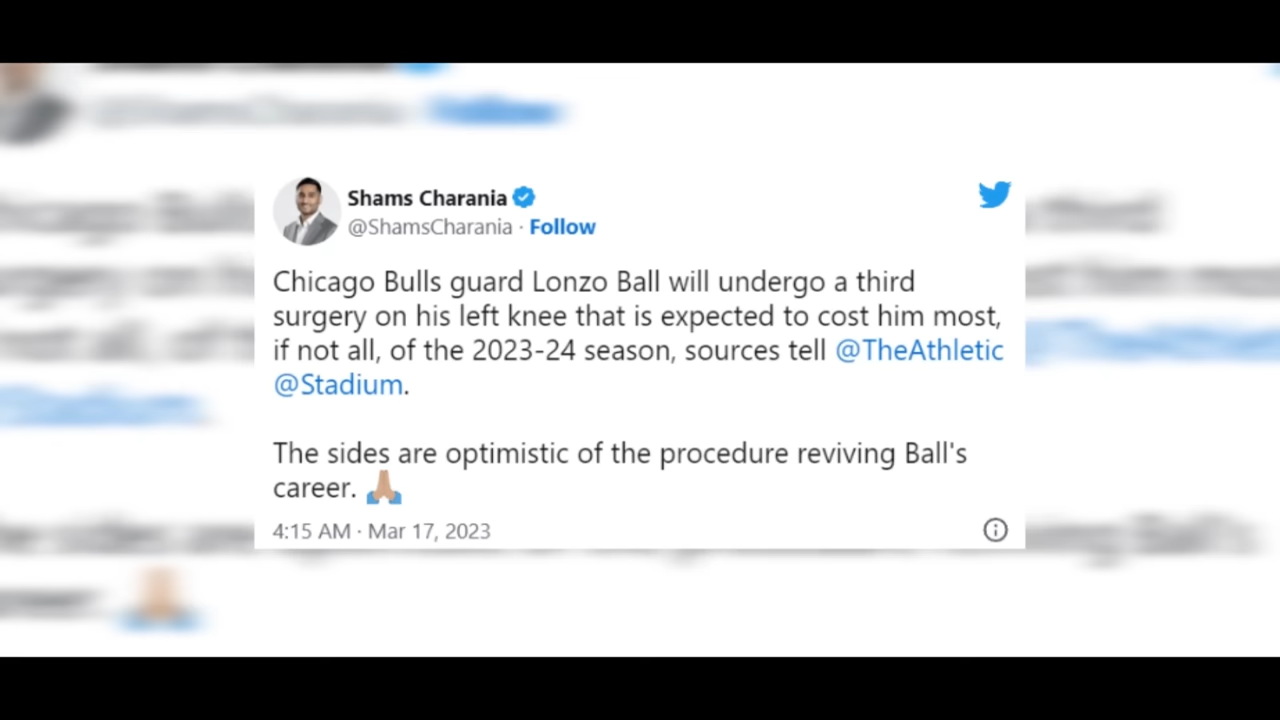 Shams Charania
@ShamsCharania · Follow
Chicago Bulls guard Lonzo Ball will undergo a third
surgery on his left knee that is expected to cost him most,
if not all, of the 2023-24 season, sources tell @TheAthletic
@Stadium.
The sides are optimistic of the procedure reviving Ball's
career. 🙏🏽
4:15 AM · Mar 17, 2023